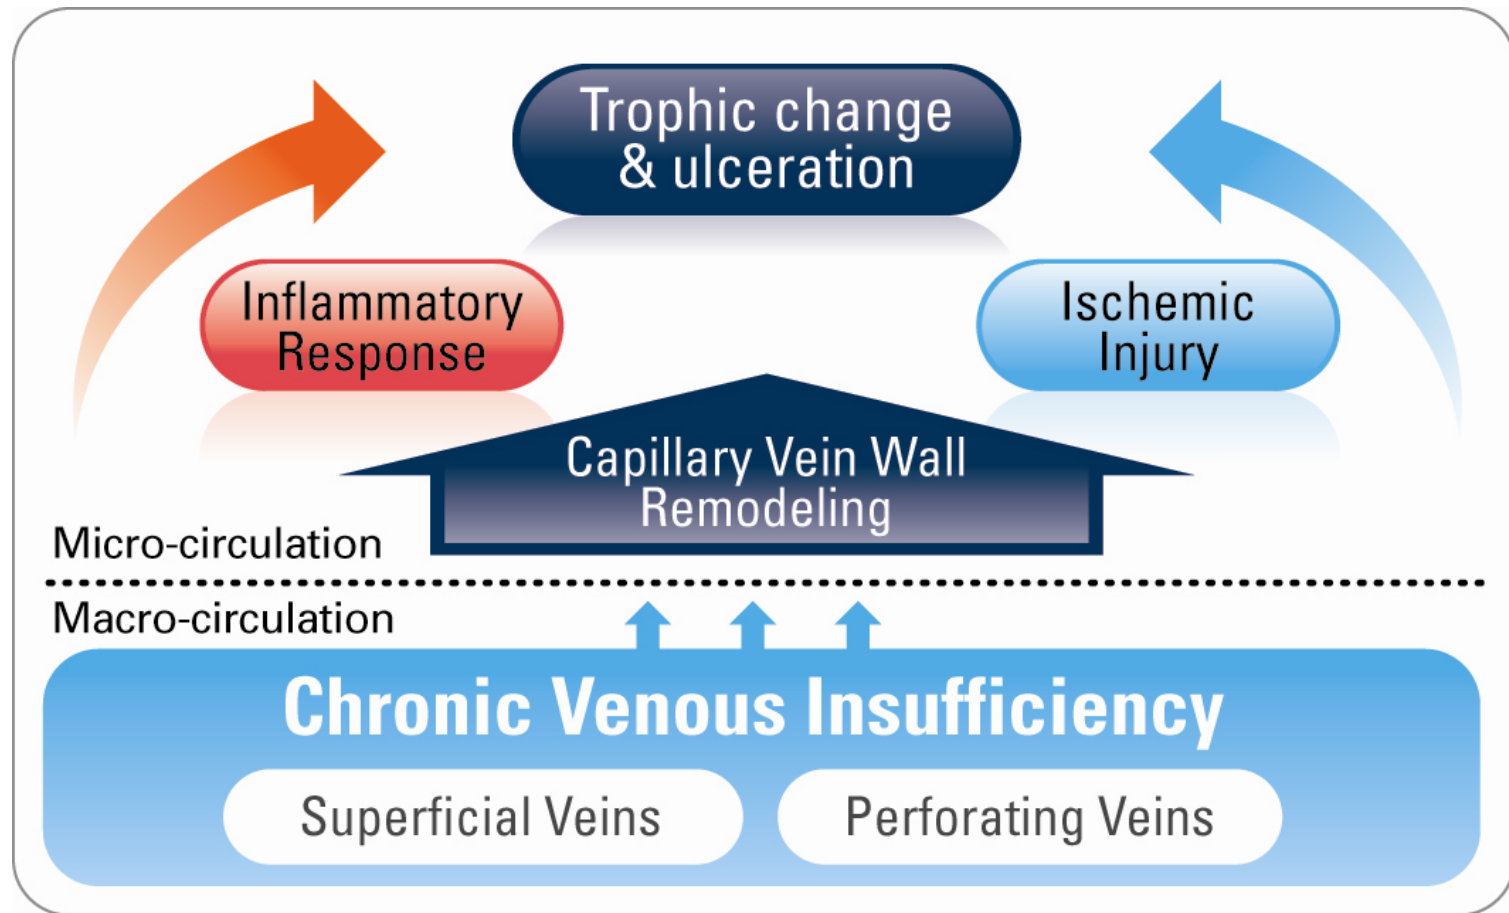 Trophic change
& ulceration
Inflammatory
Response
Ischemic
Injury
Capillary Vein Wall
Remodeling
Micro-circulation
Macro-circulation
Chronic Venous Insufficiency
Superficial Veins
Perforating Veins